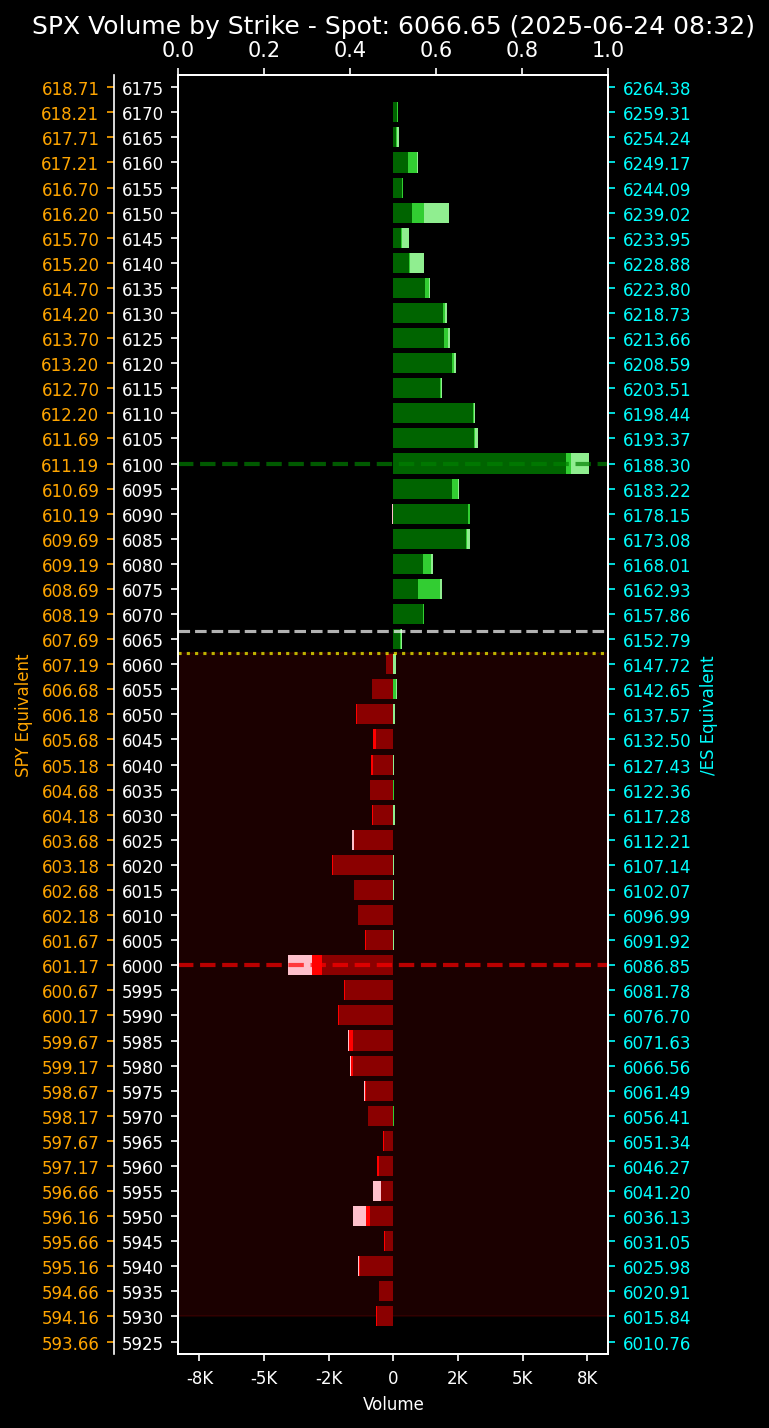 SPX Volume by Strike - Spot: 6066.65 (2025-06-24 08:32)
0.0 0.2 0.4 0.6 0.8 1.0
618.71 6175 6264.38
618.21 6170 6259.31
617.71 6165 6254.24
617.21 6160 6249.17
616.70 6155 6244.09
616.20 6150 6239.02
615.70 6145 6233.95
615.20 6140 6228.88
614.70 6135 6223.80
614.20 6130 6218.73
613.70 6125 6213.66
613.20 6120 6208.59
612.70 6115 6203.51
612.20 6110 6198.44
611.69 6105 6193.37
611.19 6100 6188.30
610.69 6095 6183.22
610.19 6090 6178.15
609.69 6085 6173.08
609.19 6080 6168.01
608.69 6075 6162.93
608.19 6070 6157.86
607.69 6065 6152.79
607.19 6060 6147.72
606.68 6055 6142.65
606.18 6050 6137.57
605.68 6045 6132.50
605.18 6040 6127.43
604.68 6035 6122.36
604.18 6030 6117.28
603.68 6025 6112.21
603.18 6020 6107.14
602.68 6015 6102.07
602.18 6010 6096.99
601.67 6005 6091.92
601.17 6000 6086.85
600.67 5995 6081.78
600.17 5990 6076.70
599.67 5985 6071.63
599.17 5980 6066.56
598.67 5975 6061.49
598.17 5970 6056.41
597.67 5965 6051.34
597.17 5960 6046.27
596.66 5955 6041.20
596.16 5950 6036.13
595.66 5945 6031.05
595.16 5940 6025.98
594.66 5935 6020.91
594.16 5930 6015.84
593.66 5925 6010.76
SPY Equivalent
/ES Equivalent
-8K -5K -2K 0 2K 5K 8K
Volume